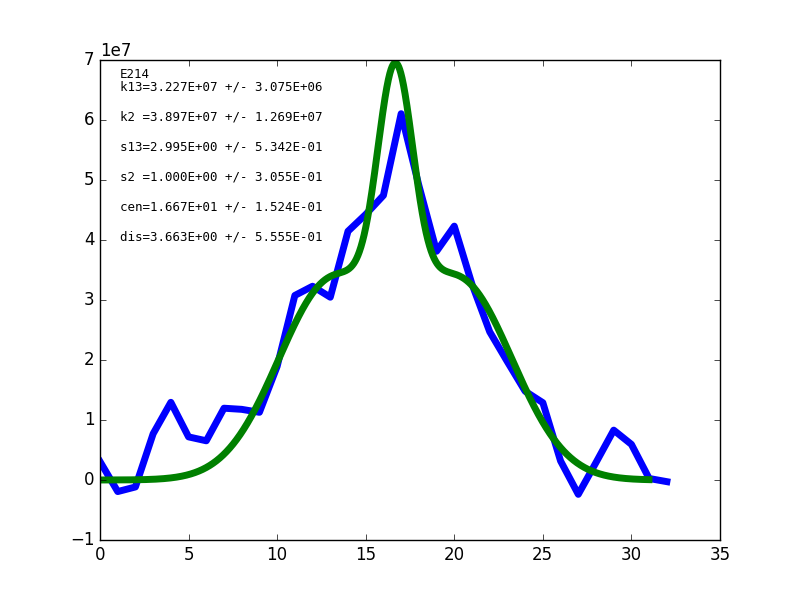 1e7
E214
k13=3.227E+07 +/- 3.075E+06
k2 =3.897E+07 +/- 1.269E+07
s13=2.995E+00 +/- 5.342E-01
s2 =1.000E+00 +/- 3.055E-01
cen=1.667E+01 +/- 1.524E-01
dis=3.663E+00 +/- 5.555E-01
7
6
5
4
3
2
1
0
−1
0 5 10 15 20 25 30 35